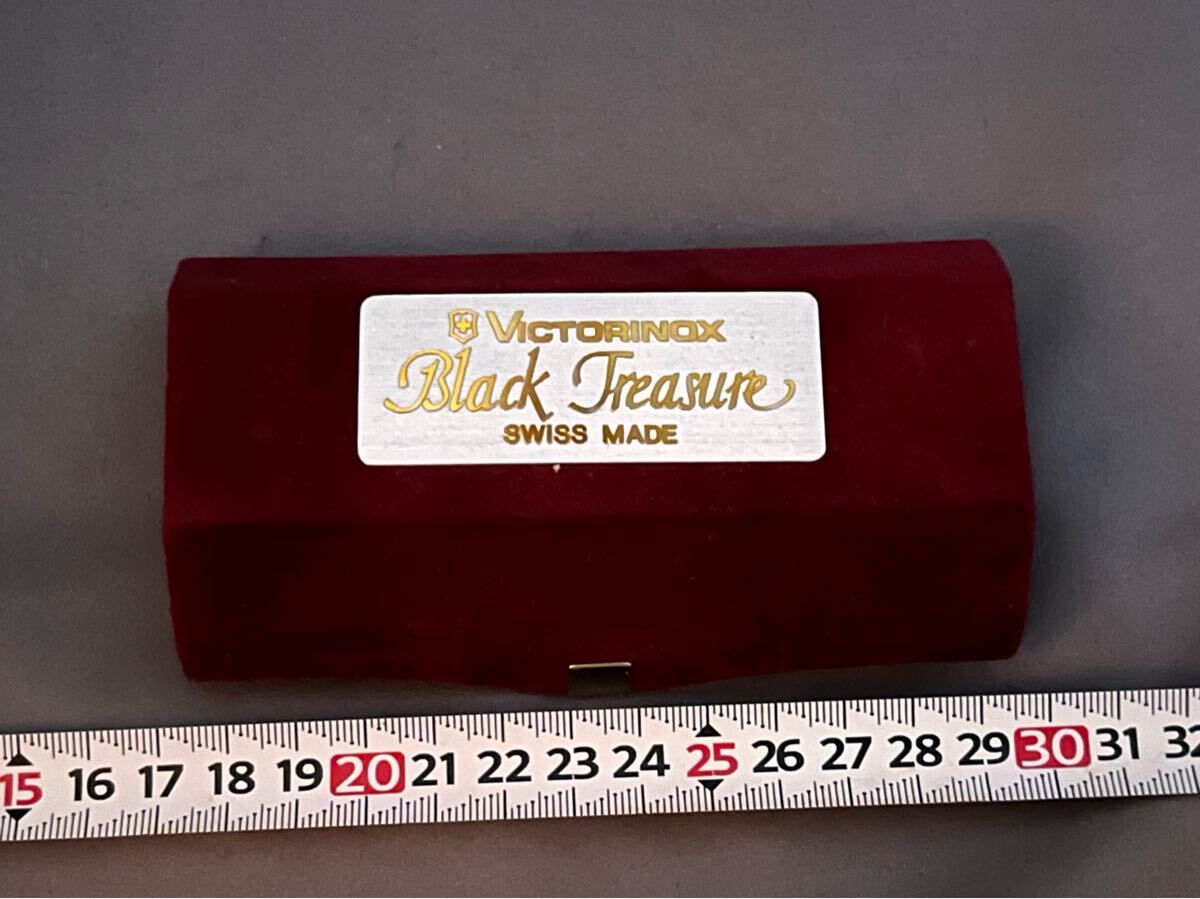 VICTORINOX
Black Treasure
SWISS MADE
15 16 17 18 19 20 21 22 23 24 25 26 27 28 29 30 31 32